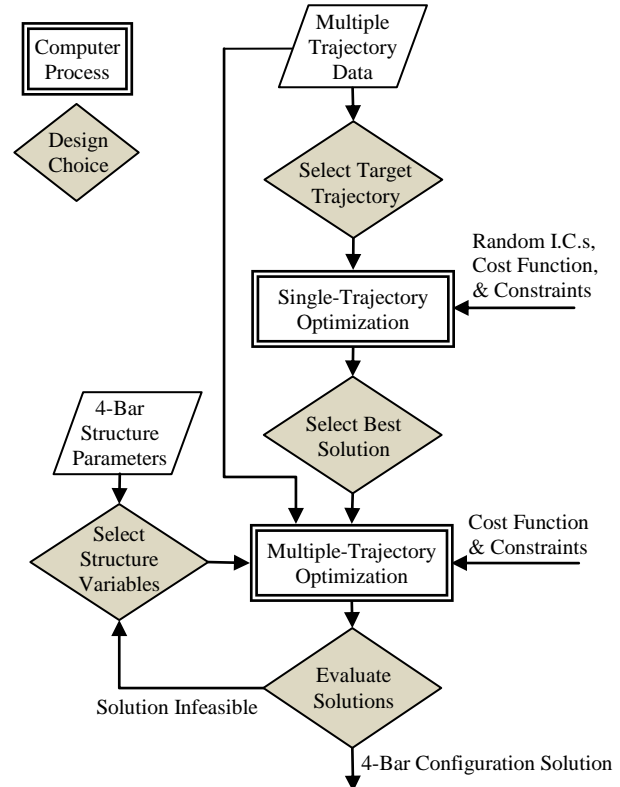 Computer
Process
Design
Choice
Multiple
Trajectory
Data
Select Target
Trajectory
Random I.C.s,
Cost Function,
& Constraints
Single-Trajectory
Optimization
Select Best
Solution
4-Bar
Structure
Parameters
Select
Structure
Variables
Multiple-Trajectory
Optimization
Cost Function
& Constraints
Evaluate
Solutions
Solution Infeasible
4-Bar Configuration Solution